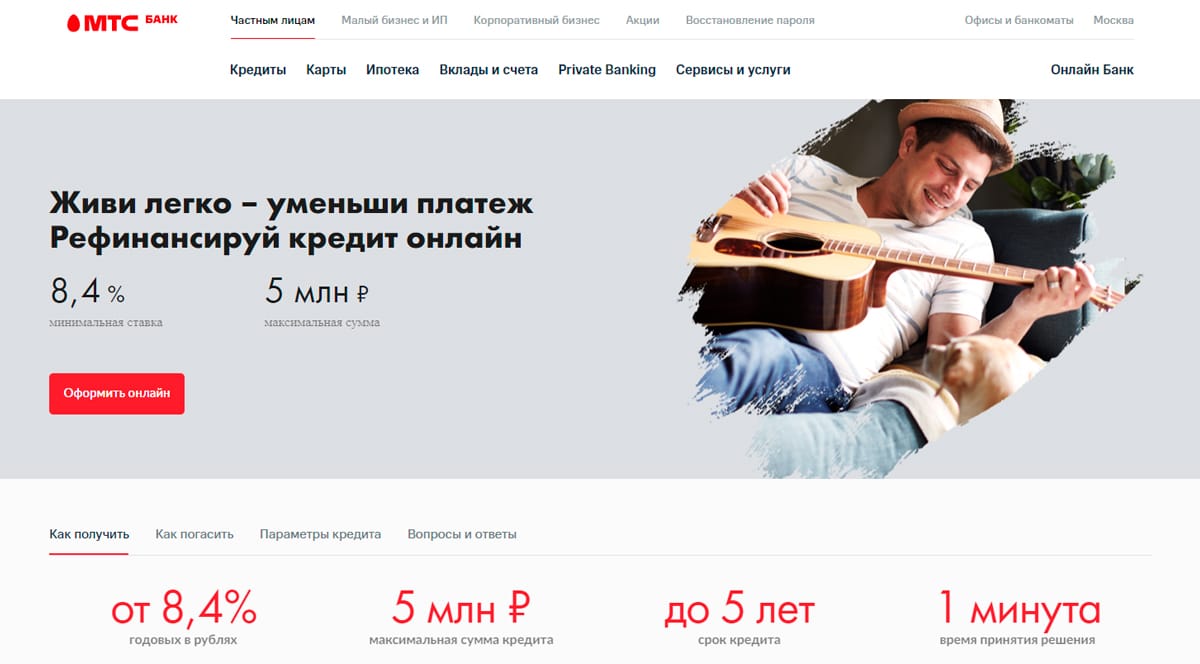 МТС БАНК
Частным лицам Малый бизнес и ИП Корпоративный бизнес Акции Восстановление пароля Офисы и банкоматы Москва
Кредиты Карты Ипотека Вклады и счета Private Banking Сервисы и услуги Онлайн Банк
Живи легко – уменьши платеж
Рефинансируй кредит онлайн
8,4 % 5 млн ₽
минимальная ставка максимальная сумма
Оформить онлайн
Как получить Как погасить Параметры кредита Вопросы и ответы
от 8,4% 5 млн ₽ до 5 лет 1 минута
годовых в рублях максимальная сумма кредита срок кредита время принятия решения